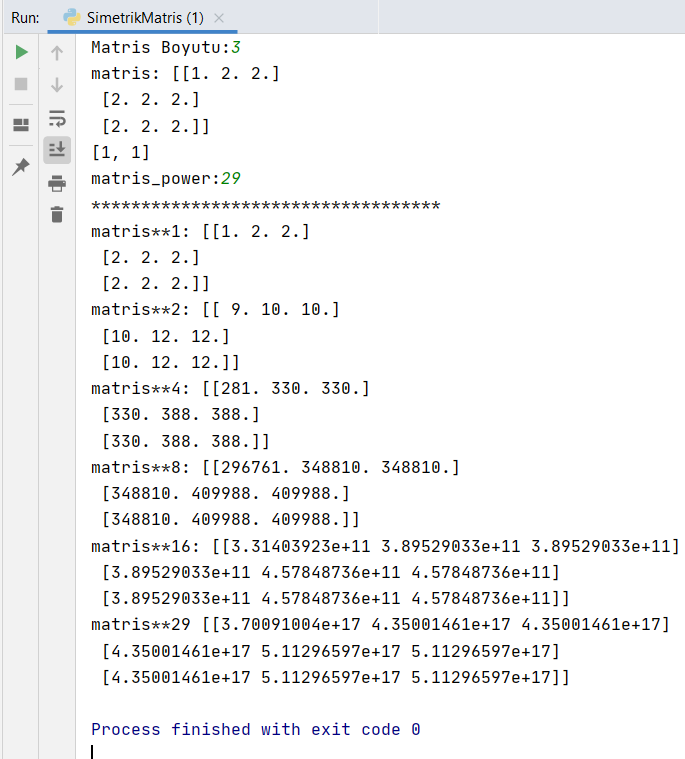 Run: SimetrikMatris (1)
Matris Boyutu:3
matris: [[1. 2. 2.]
 [2. 2. 2.]
 [2. 2. 2.]]
[1, 1]
matris_power:29
***********************************
matris**1: [[1. 2. 2.]
 [2. 2. 2.]
 [2. 2. 2.]]
matris**2: [[ 9. 10. 10.]
 [10. 12. 12.]
 [10. 12. 12.]]
matris**4: [[281. 330. 330.]
 [330. 388. 388.]
 [330. 388. 388.]]
matris**8: [[296761. 348810. 348810.]
 [348810. 409988. 409988.]
 [348810. 409988. 409988.]]
matris**16: [[3.31403923e+11 3.89529033e+11 3.89529033e+11]
 [3.89529033e+11 4.57848736e+11 4.57848736e+11]
 [3.89529033e+11 4.57848736e+11 4.57848736e+11]]
matris**29 [[3.70091004e+17 4.35001461e+17 4.35001461e+17]
 [4.35001461e+17 5.11296597e+17 5.11296597e+17]
 [4.35001461e+17 5.11296597e+17 5.11296597e+17]]
Process finished with exit code 0